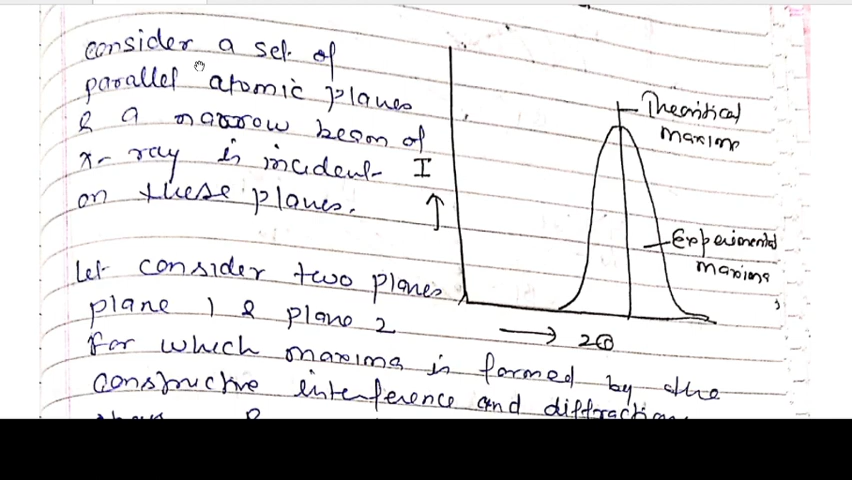 consider a set of
parallel atomic planes
& a narrow beam of
x-ray is incident
on these planes.
I
Theoritical
maxima
Experimental
maxima
2θ
Let consider two planes
plane 1 & plane 2
for which maxima is formed by the
constructive interference and diffraction